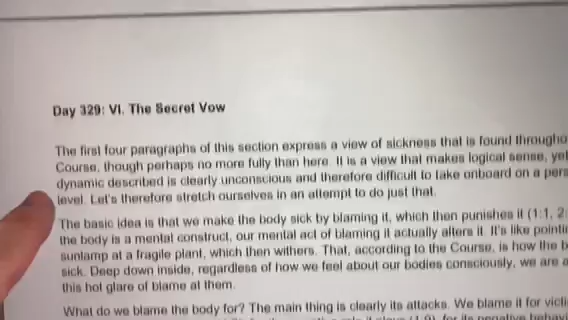 Day 329: VI. The Secret Vow
The first four paragraphs of this section express a view of sickness that is found througho
Course, though perhaps no more fully than here. It is a view that makes logical sense, yet
dynamic described is clearly unconscious and therefore difficult to take onboard on a pers
level. Let's therefore stretch ourselves in an attempt to do just that.
The basic idea is that we make the body sick by blaming it, which then punishes it (1:1, 2:
the body is a mental construct, our mental act of blaming it actually alters it. It's like pointi
sunlamp at a fragile plant, which then withers. That, according to the Course, is how the b
sick. Deep down inside, regardless of how we feel about our bodies consciously, we are a
this hot glare of blame at them.
What do we blame the body for? The main thing is clearly its attacks. We blame it for victi
(1:9), for its negative behavi